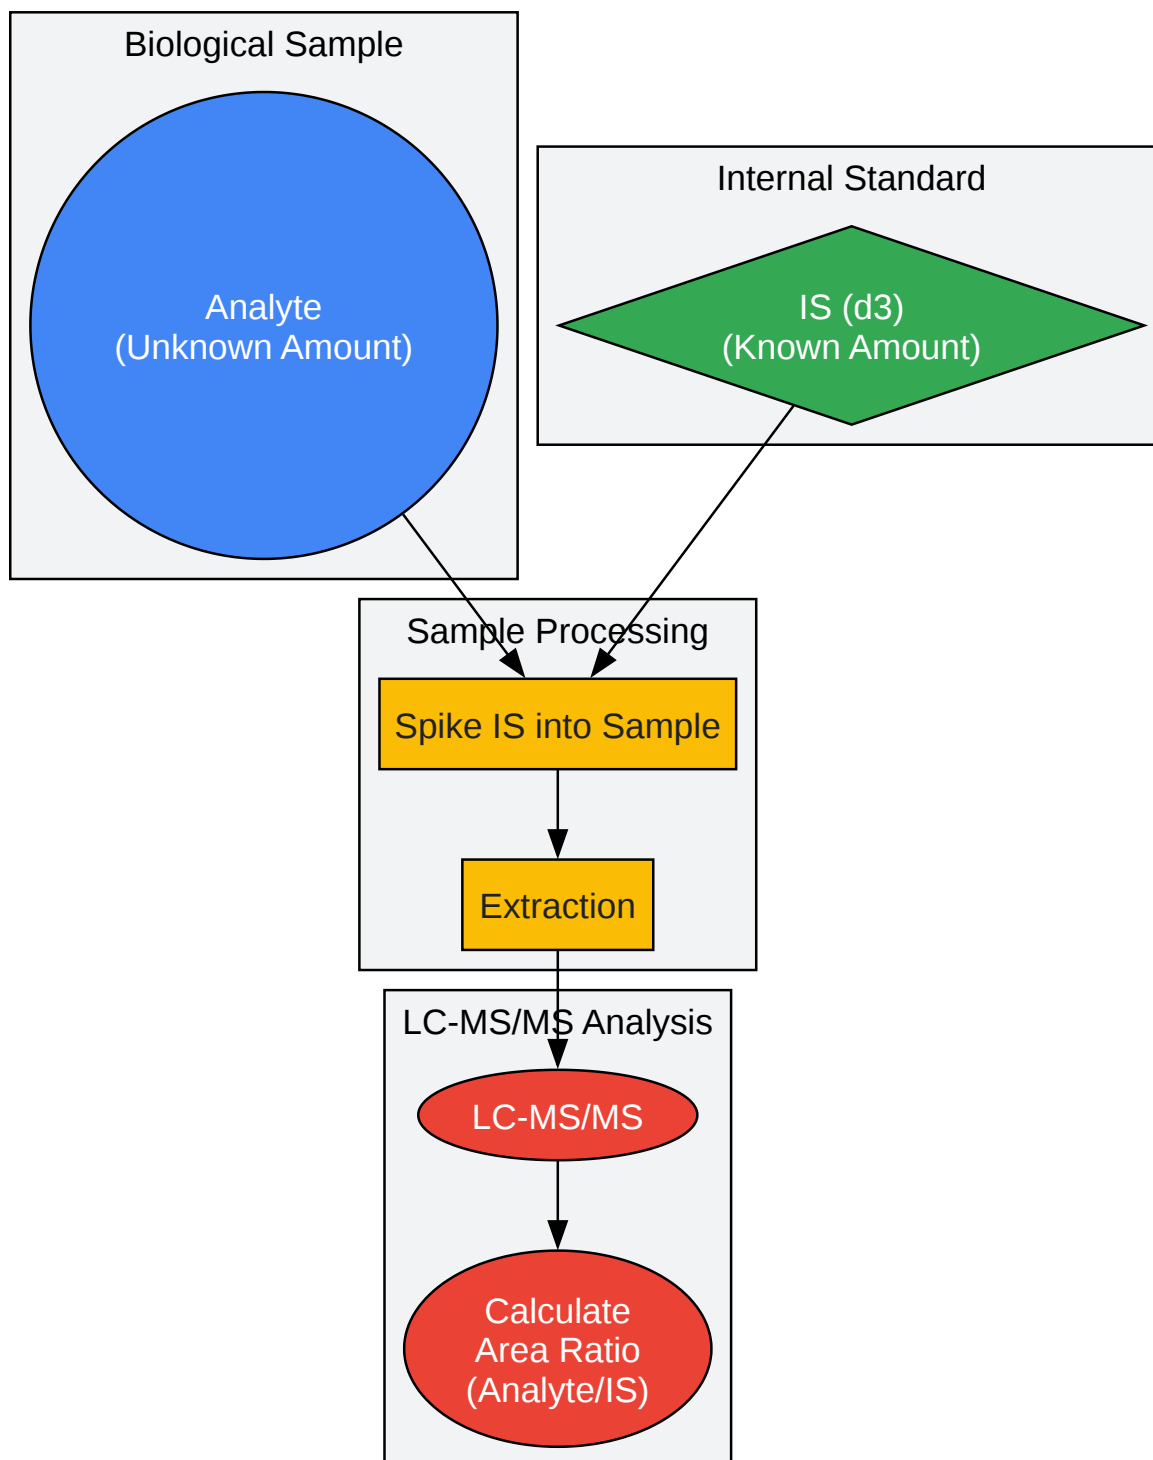 Biological Sample
Analyte
(Unknown Amount)
Internal Standard
IS (d3)
(Known Amount)
Sample Processing
Spike IS into Sample
Extraction
LC-MS/MS Analysis
LC-MS/MS
Calculate
Area Ratio
(Analyte/IS)